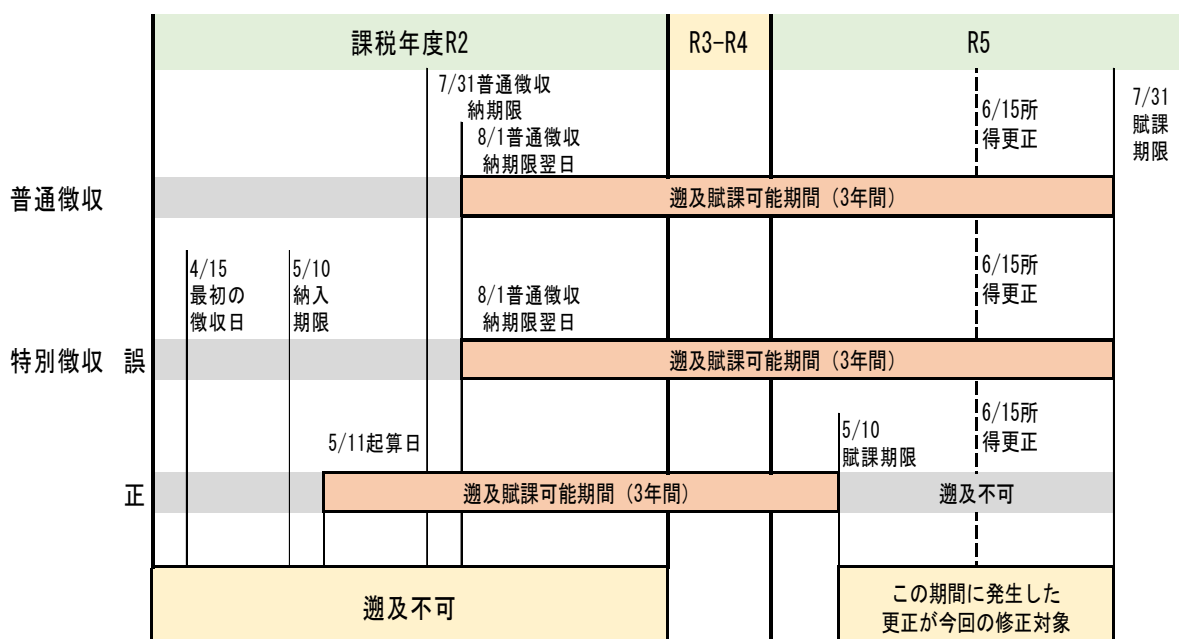 課税年度R2
R3-R4
R5
7/31普通徴収
納期限
8/1普通徴収
納期限翌日
6/15所
得更正
7/31
賦課
期限
普通徴収
遡及賦課可能期間（3年間）
4/15
最初の
徴収日
5/10
納入
期限
8/1普通徴収
納期限翌日
6/15所
得更正
特別徴収 誤
遡及賦課可能期間（3年間）
5/11起算日
5/10
賦課期限
6/15所
得更正
正
遡及賦課可能期間（3年間）
遡及不可
遡及不可
この期間に発生した
更正が今回の修正対象